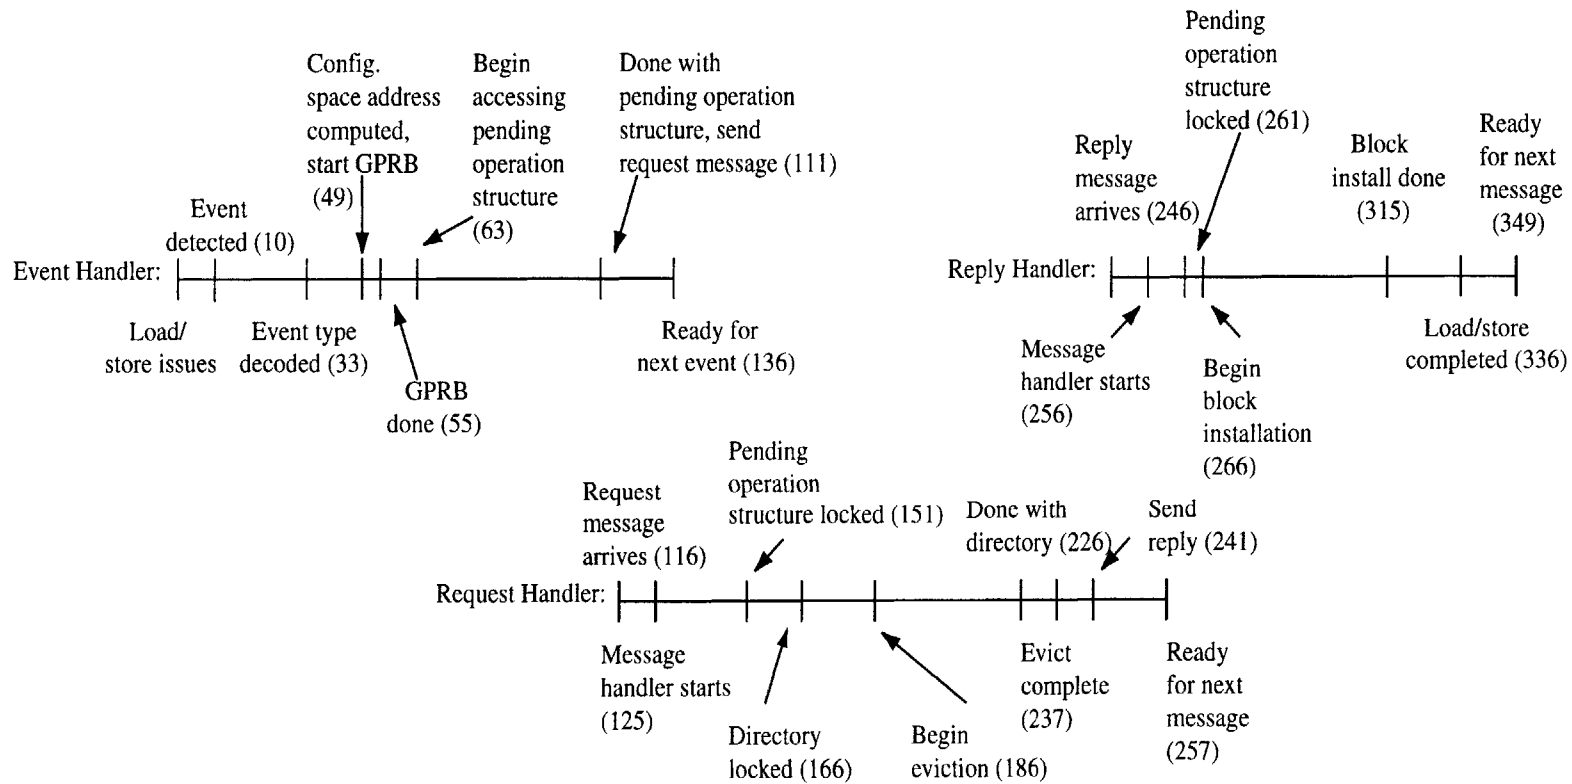 Config.
space address
computed,
start GPRB
(49)
Begin
accessing
pending
operation
structure
(63)
Done with
pending operation
structure, send
request message (111)
Event
detected (10)
Event Handler:
Load/
store issues
Event type
decoded (33)
GPRB
done (55)
Ready for
next event (136)
Pending
operation
structure
locked (261)
Reply
message
arrives (246)
Block
install done
(315)
Ready
for next
message
(349)
Reply Handler:
Message
handler starts
(256)
Begin
block
installation
(266)
Load/store
completed (336)
Request
message
arrives (116)
Pending
operation
structure locked (151)
Done with
directory (226)
Send
reply (241)
Request Handler:
Message
handler starts
(125)
Directory
locked (166)
Begin
eviction (186)
Evict
complete
(237)
Ready
for next
message
(257)